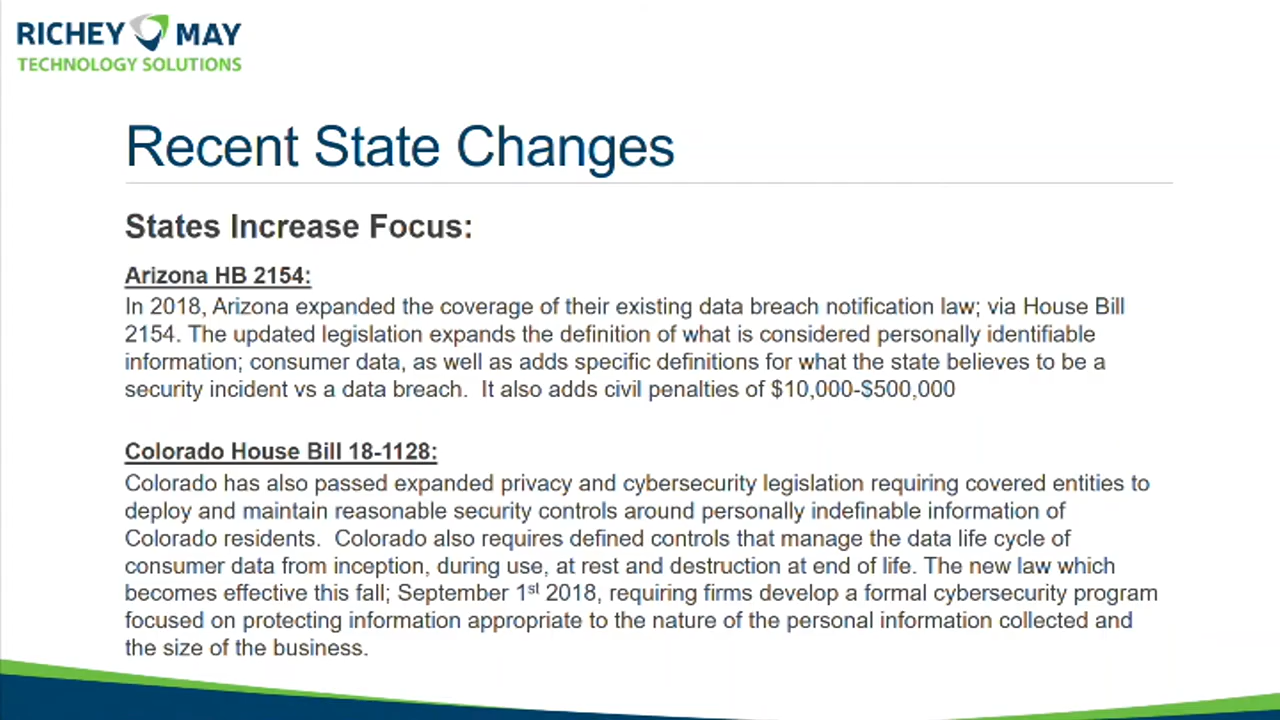 RICHEY MAY
TECHNOLOGY SOLUTIONS
Recent State Changes
States Increase Focus:
Arizona HB 2154:
In 2018, Arizona expanded the coverage of their existing data breach notification law; via House Bill
2154. The updated legislation expands the definition of what is considered personally identifiable
information; consumer data, as well as adds specific definitions for what the state believes to be a
security incident vs a data breach.  It also adds civil penalties of $10,000-$500,000
Colorado House Bill 18-1128:
Colorado has also passed expanded privacy and cybersecurity legislation requiring covered entities to
deploy and maintain reasonable security controls around personally indefinable information of
Colorado residents.  Colorado also requires defined controls that manage the data life cycle of
consumer data from inception, during use, at rest and destruction at end of life. The new law which
becomes effective this fall; September 1st 2018, requiring firms develop a formal cybersecurity program
focused on protecting information appropriate to the nature of the personal information collected and
the size of the business.